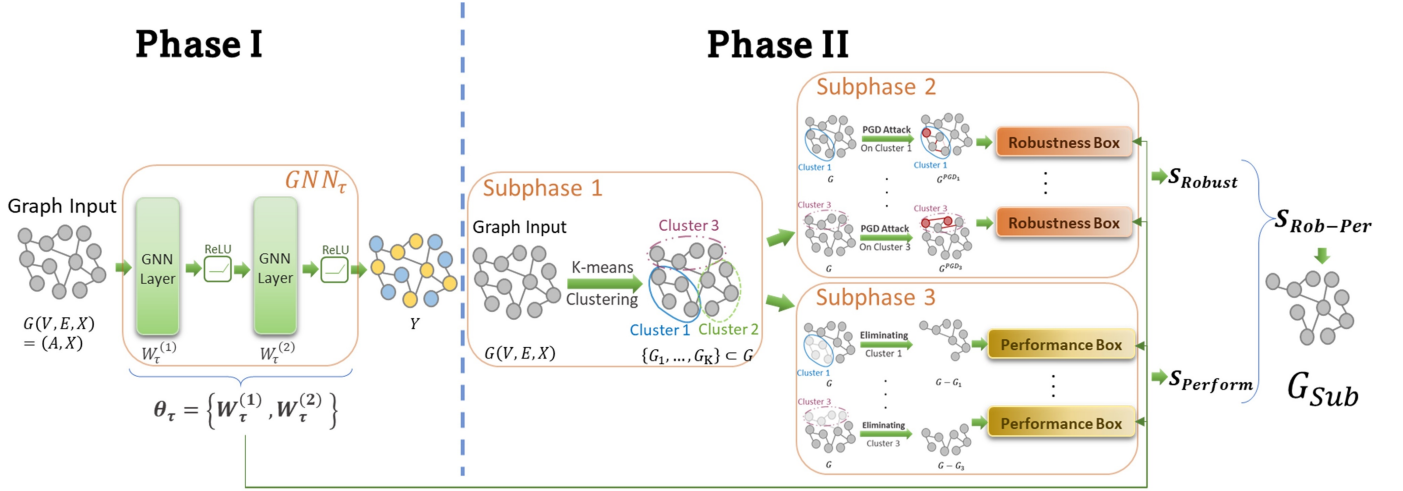 Phase I
Phase II
Graph Input
G(V, E, X)
= (A, X)
GNN_τ
GNN
Layer
ReLU
GNN
Layer
ReLU
W_τ^(1)
W_τ^(2)
Y
θ_τ = {W_τ^(1), W_τ^(2)}
Subphase 1
Graph Input
G(V, E, X)
K-means
Clustering
Cluster 3
Cluster 1
Cluster 2
{G_1, ..., G_K} ⊂ G
Subphase 2
Cluster 1
G
PGD Attack
On Cluster 1
Cluster 1
G^PGD_1
Robustness Box
Cluster 3
G
PGD Attack
On Cluster 3
Cluster 3
G^PGD_3
Robustness Box
Subphase 3
Cluster 1
G
Eliminating
Cluster 1
G − G_1
Performance Box
Cluster 3
G
Eliminating
Cluster 3
G − G_3
Performance Box
S_Robust
S_Perform
S_Rob−Per
G_Sub